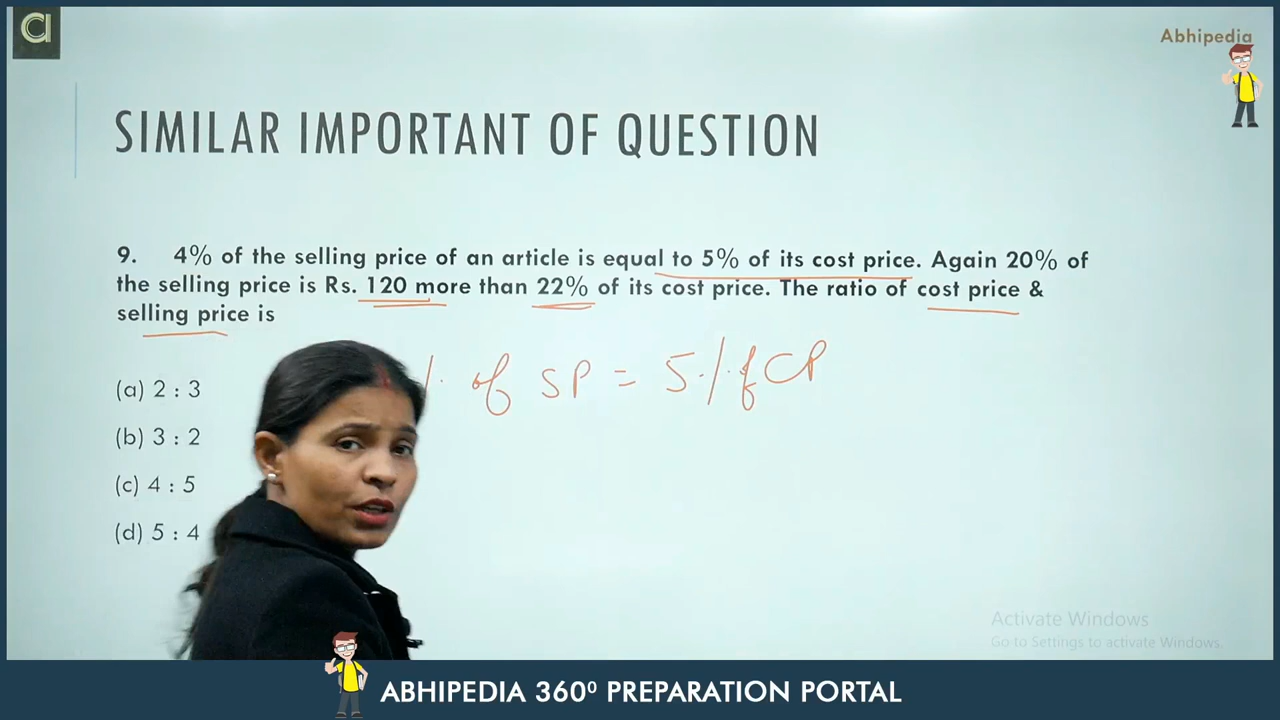 Abhipedia
SIMILAR IMPORTANT OF QUESTION
9. 4% of the selling price of an article is equal to 5% of its cost price. Again 20% of
the selling price is Rs. 120 more than 22% of its cost price. The ratio of cost price &
selling price is
% of SP = 5% of CP
(a) 2 : 3
(b) 3 : 2
(c) 4 : 5
(d) 5 : 4
Activate Windows
Go to Settings to activate Windows.
ABHIPEDIA 360⁰ PREPARATION PORTAL